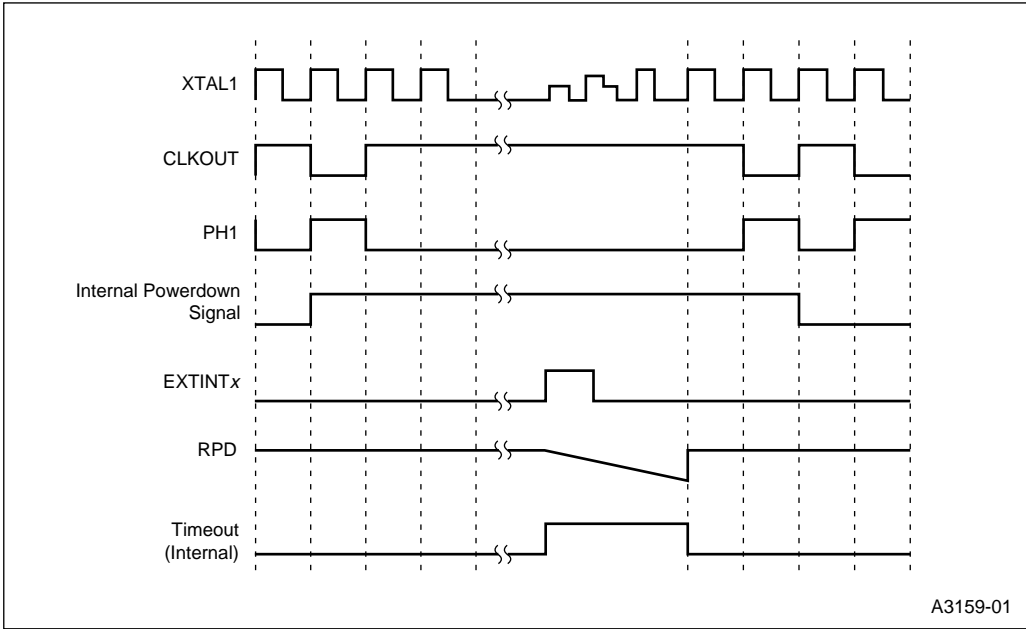 XTAL1
CLKOUT
PH1
Internal Powerdown
Signal
EXTINTx
RPD
Timeout
(Internal)
A3159-01